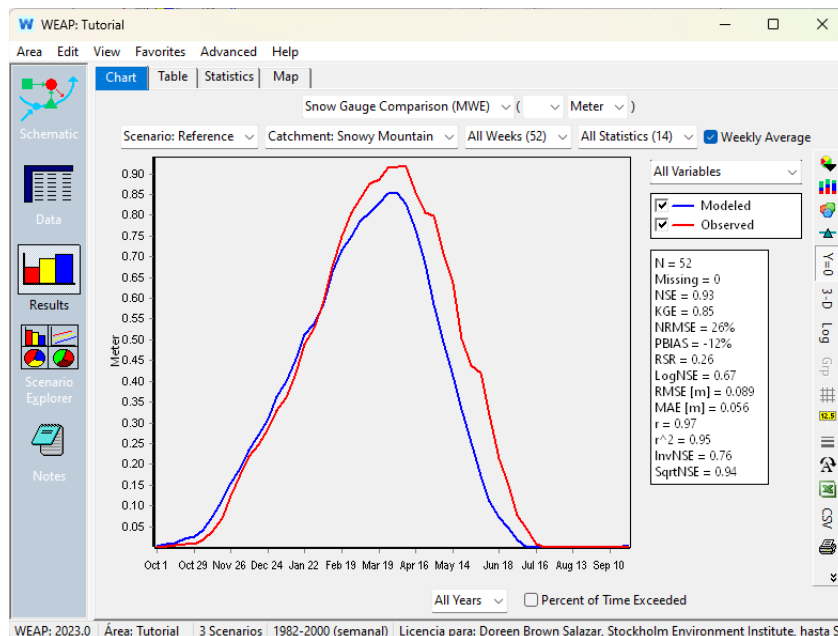 WEAP: Tutorial
Area Edit View Favorites Advanced Help
Chart Table Statistics Map
Snow Gauge Comparison (MWE) ( Meter )
Scenario: Reference Catchment: Snowy Mountain All Weeks (52) All Statistics (14) Weekly Average
Schematic
Data
Results
Scenario
Explorer
Notes
Meter
0.90
0.85
0.80
0.75
0.70
0.65
0.60
0.55
0.50
0.45
0.40
0.35
0.30
0.25
0.20
0.15
0.10
0.05
Oct 1 Oct 29 Nov 26 Dec 24 Jan 22 Feb 19 Mar 19 Apr 16 May 14 Jun 18 Jul 16 Aug 13 Sep 10
All Variables
Modeled
Observed
N = 52
Missing = 0
NSE = 0.93
KGE = 0.85
NRMSE = 26%
PBIAS = -12%
RSR = 0.26
LogNSE = 0.67
RMSE [m] = 0.089
MAE [m] = 0.056
r = 0.97
r^2 = 0.95
InvNSE = 0.76
SqrtNSE = 0.94
Y=0
3-D
Log
Grp
12.5
CSV
All Years Percent of Time Exceeded
WEAP: 2023.0 Área: Tutorial 3 Scenarios 1982-2000 (semanal) Licencia para: Doreen Brown Salazar, Stockholm Environment Institute, hasta